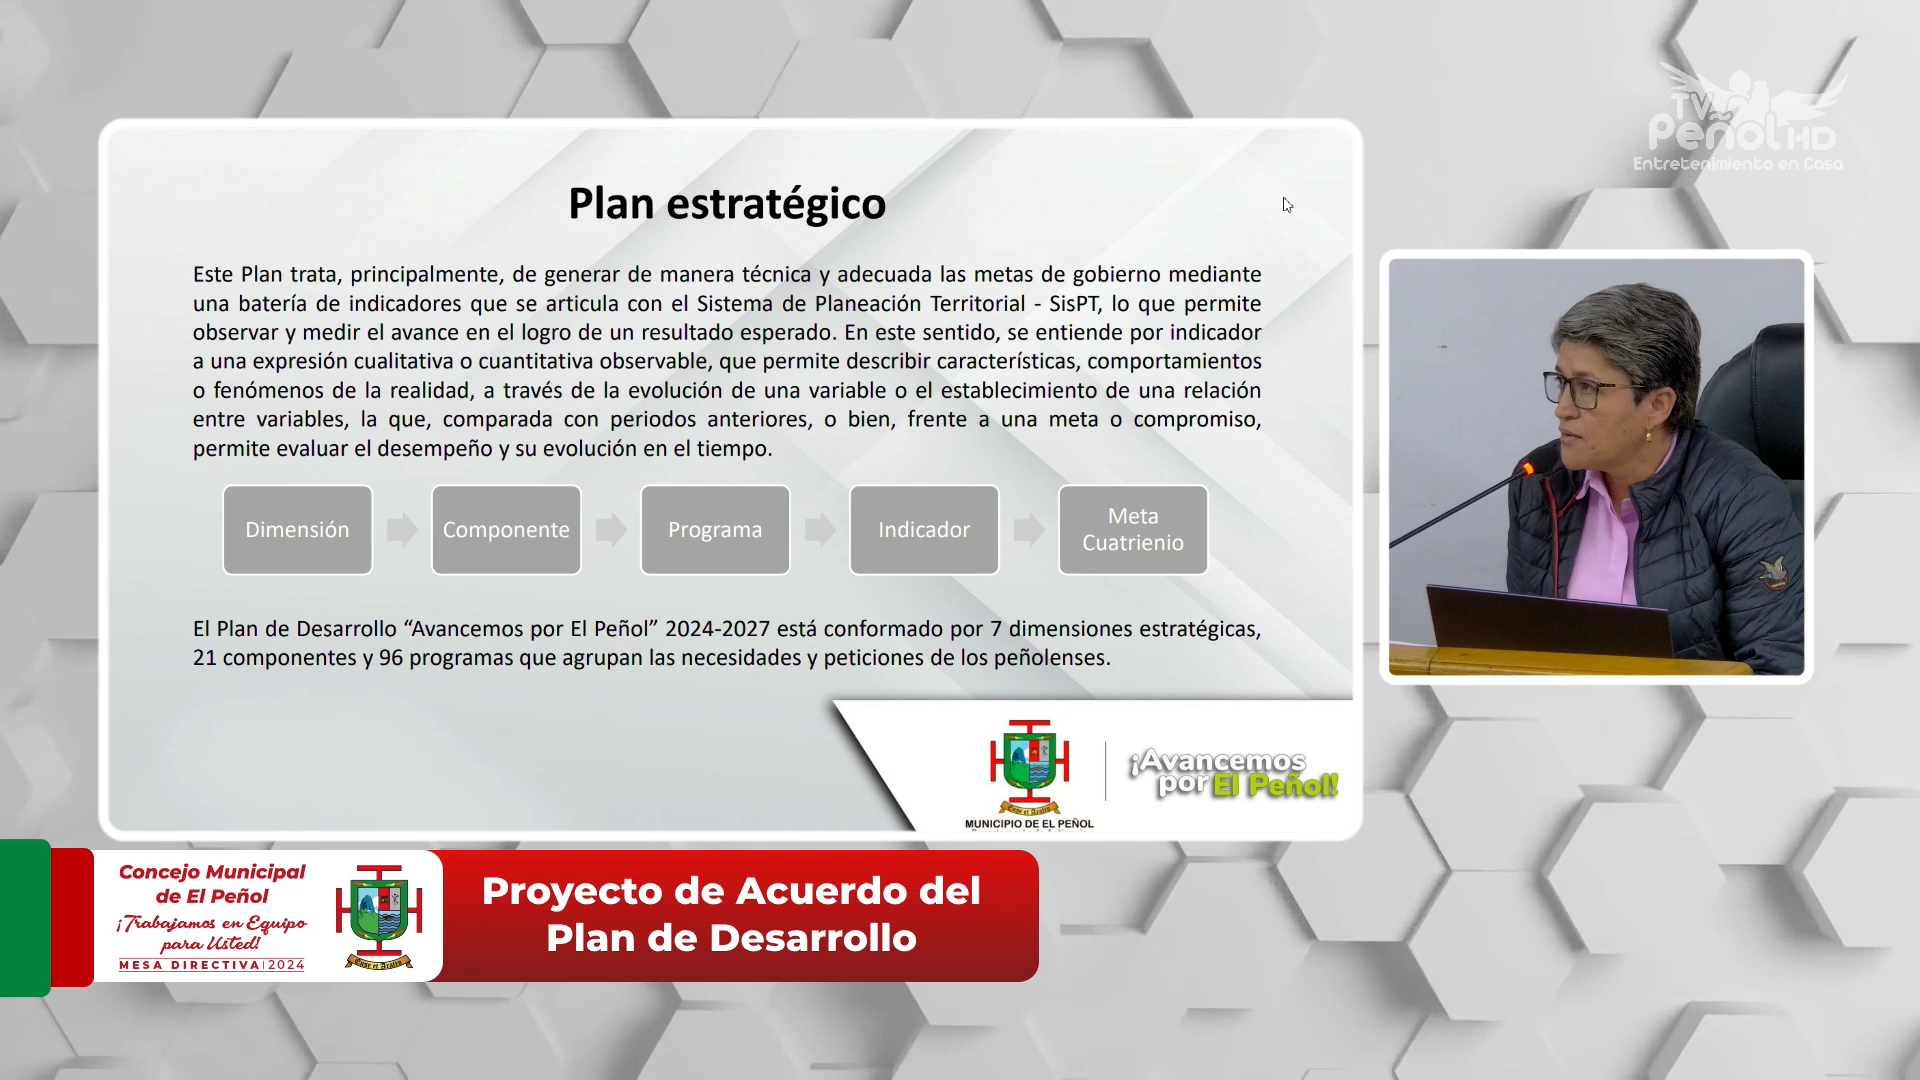 TV
Peñol HD
Entretenimiento en Casa
Plan estratégico
Este Plan trata, principalmente, de generar de manera técnica y adecuada las metas de gobierno mediante
una batería de indicadores que se articula con el Sistema de Planeación Territorial - SisPT, lo que permite
observar y medir el avance en el logro de un resultado esperado. En este sentido, se entiende por indicador
a una expresión cualitativa o cuantitativa observable, que permite describir características, comportamientos
o fenómenos de la realidad, a través de la evolución de una variable o el establecimiento de una relación
entre variables, la que, comparada con periodos anteriores, o bien, frente a una meta o compromiso,
permite evaluar el desempeño y su evolución en el tiempo.
Dimensión
Componente
Programa
Indicador
Meta
Cuatrienio
El Plan de Desarrollo “Avancemos por El Peñol” 2024-2027 está conformado por 7 dimensiones estratégicas,
21 componentes y 96 programas que agrupan las necesidades y peticiones de los peñolenses.
MUNICIPIO DE EL PEÑOL
¡Avancemos
por El Peñol!
Concejo Municipal
de El Peñol
¡Trabajamos en Equipo
para Usted!
MESA DIRECTIVA|2024
Proyecto de Acuerdo del
Plan de Desarrollo